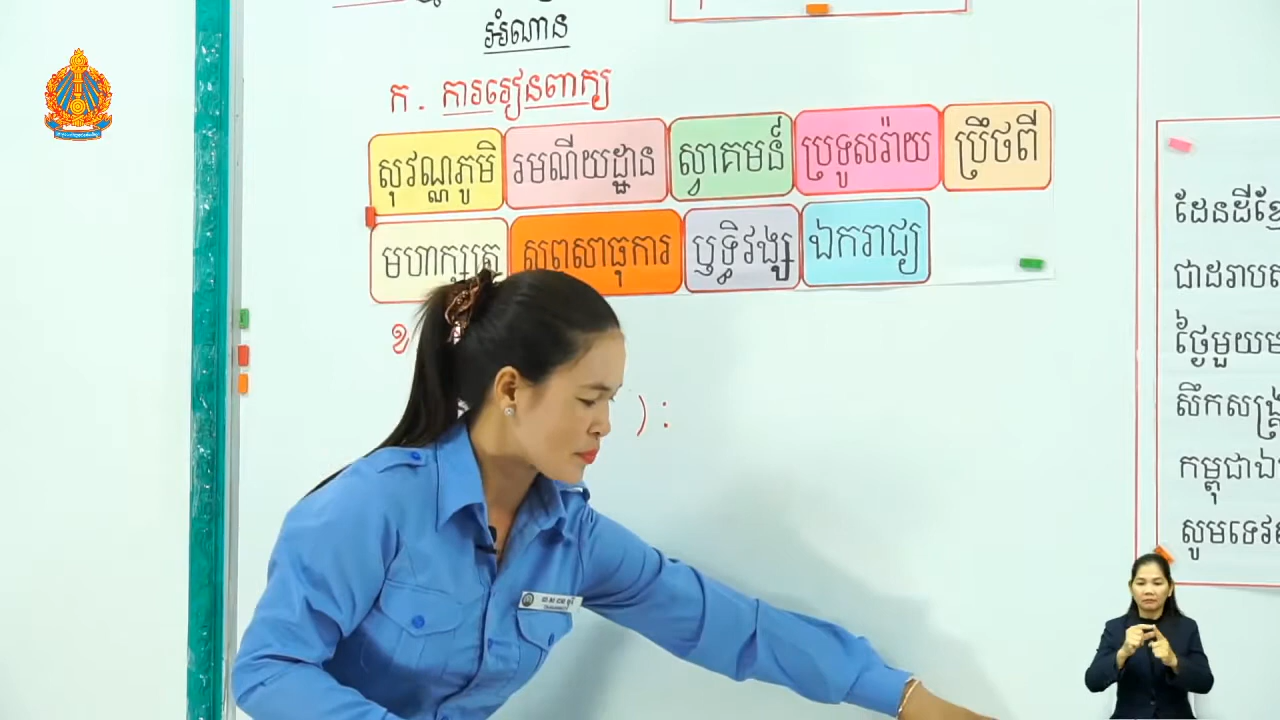 អំណាន
ក. ការរៀនពាក្យ
សុវណ្ណភូមិ រមណីយដ្ឋាន ស្វាគមន៍ ប្រទូសរ៉ាយ ប្រឹថពី
មហាក្សត្រ សព្ទសាធុការ ឫទ្ធិវង្ស ឯករាជ្យ
ខ
) :
ដែនដី
ជាដរាប
ថ្ងៃមួយ
សឹកសង្គ្រ
កម្ពុជាឯ
សូមទេវ